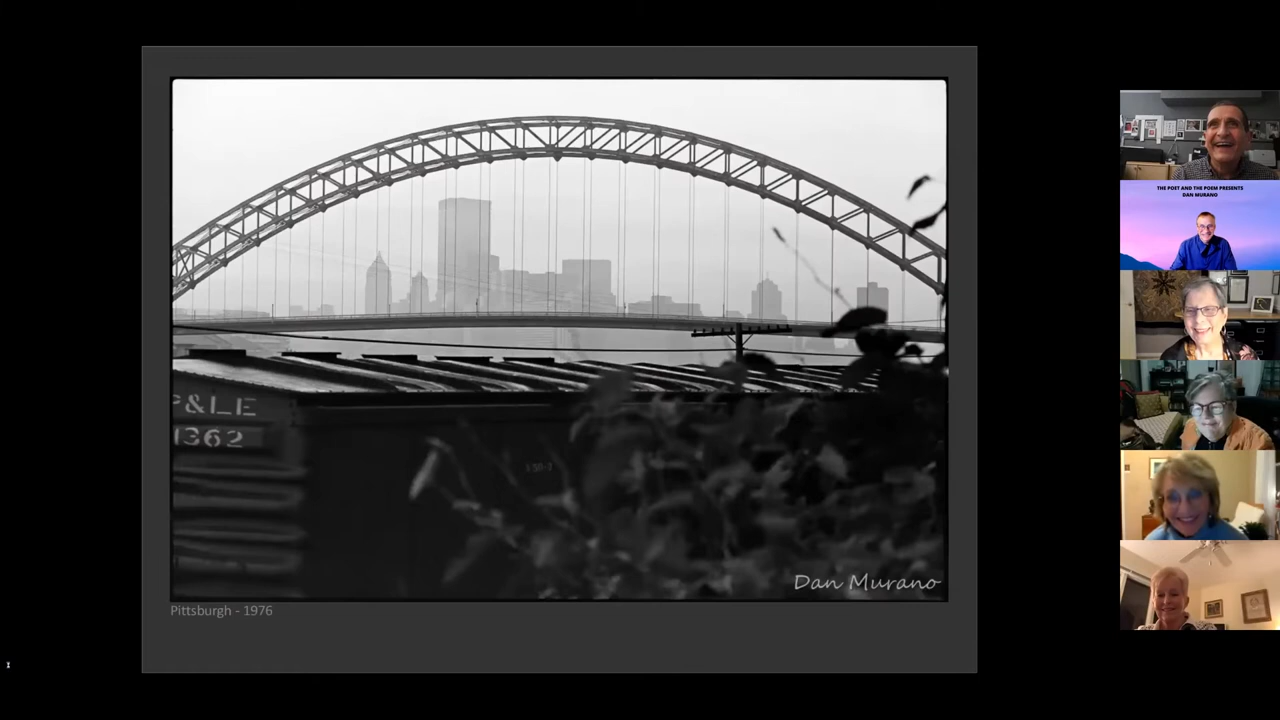 P&LE
1362
Dan Murano
Pittsburgh - 1976
THE POET AND THE POEM PRESENTS
DAN MURANO